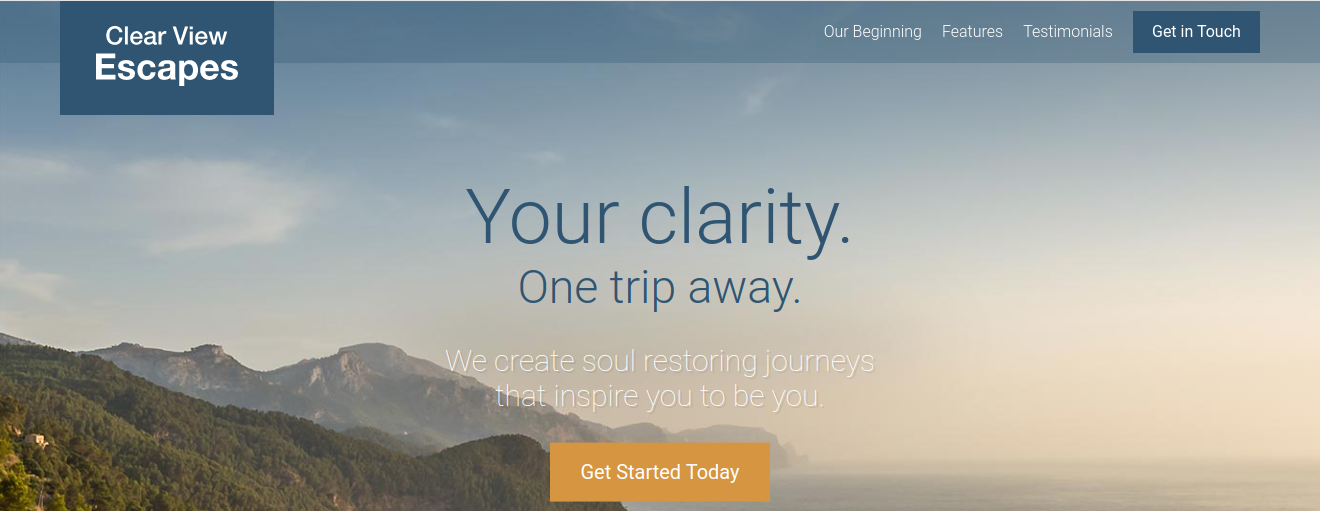 Clear View
Escapes
Our Beginning
Features
Testimonials
Get in Touch
Your clarity.
One trip away.
We create soul restoring journeys
that inspire you to be you.
Get Started Today